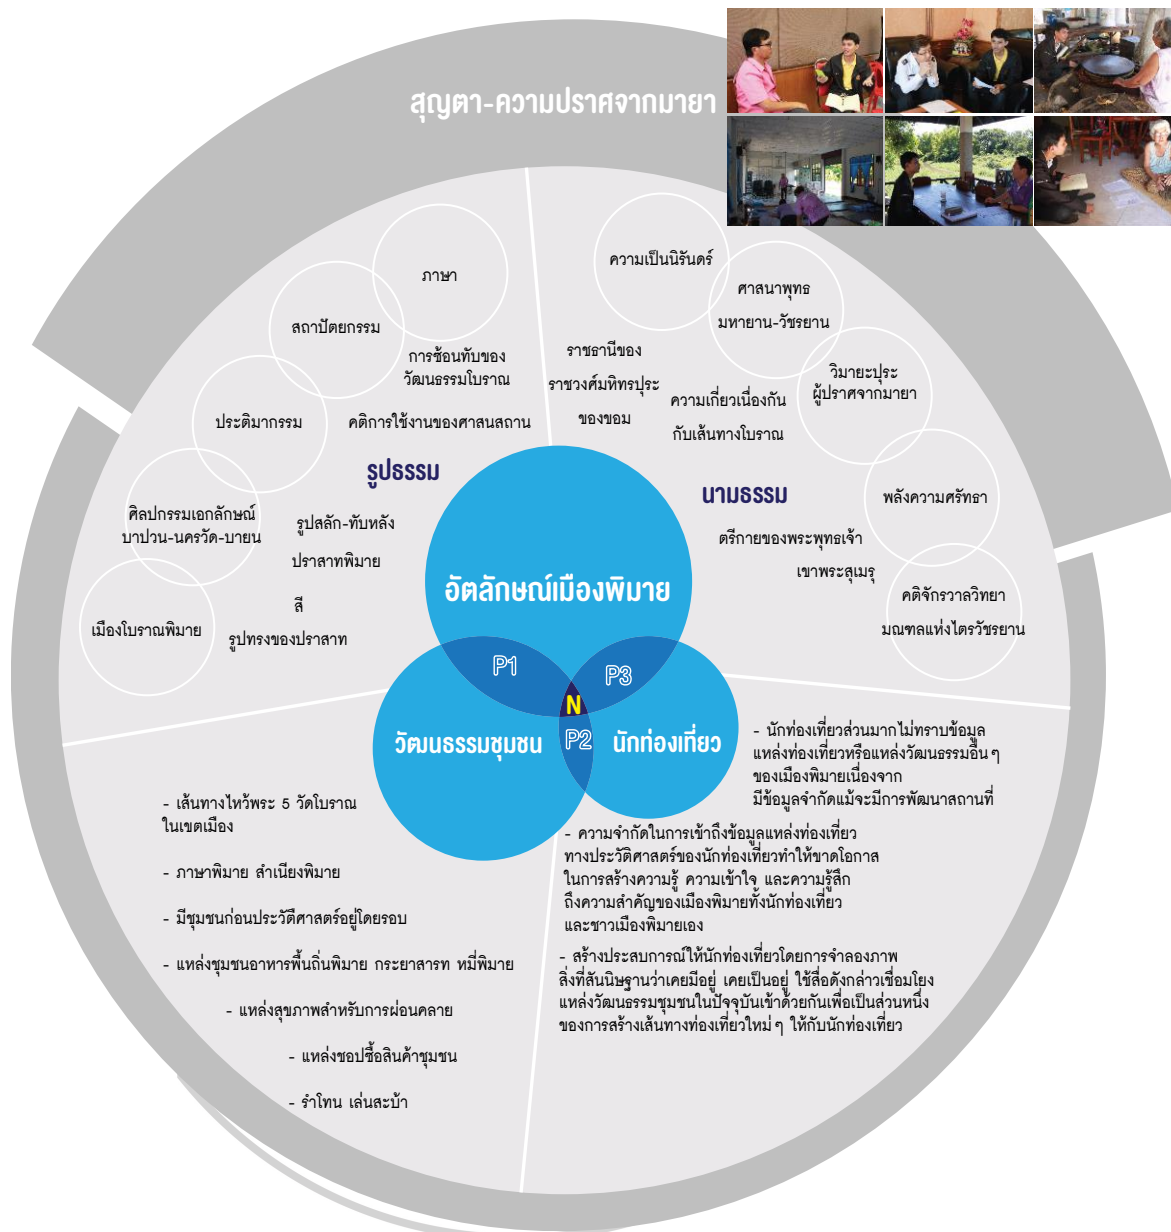 สุญตา-ความปราศจากมายา
ภาษา
สถาปัตยกรรม
การซ้อนทับของ
วัฒนธรรมโบราณ
ประติมากรรม
คติการใช้งานของศาสนสถาน
รูปธรรม
ศิลปกรรมเอกลักษณ์
บาปวน-นครวัด-บายน
รูปสลัก-ทับหลัง
ปราสาทพิมาย
สี
รูปทรงของปราสาท
เมืองโบราณพิมาย
ความเป็นนิรันดร์
ศาสนาพุทธ
มหายาน-วัชรยาน
ราชธานีของ
ราชวงศ์มหิทรปุระ
ของขอม
วิมายะปุระ
ผู้ปราศจากมายา
ความเกี่ยวเนื่องกัน
กับเส้นทางโบราณ
นามธรรม
พลังความศรัทธา
ตรีกายของพระพุทธเจ้า
เขาพระสุเมรุ
คติจักรวาลวิทยา
มณฑลแห่งไตรวัชรยาน
อัตลักษณ์เมืองพิมาย
P1
P3
N
P2
วัฒนธรรมชุมชน
นักท่องเที่ยว
- เส้นทางไหว้พระ 5 วัดโบราณ
ในเขตเมือง
- ภาษาพิมาย สำเนียงพิมาย
- มีชุมชนก่อนประวัติศาสตร์อยู่โดยรอบ
- แหล่งชุมชนอาหารพื้นถิ่นพิมาย กระยาสารท หมี่พิมาย
- แหล่งสุขภาพสำหรับการผ่อนคลาย
- แหล่งชอปซื้อสินค้าชุมชน
- รำโทน เล่นสะบ้า
- นักท่องเที่ยวส่วนมากไม่ทราบข้อมูล
แหล่งท่องเที่ยวหรือแหล่งวัฒนธรรมอื่น ๆ
ของเมืองพิมายเนื่องจาก
มีข้อมูลจำกัดแม้จะมีการพัฒนาสถานที่
- ความจำกัดในการเข้าถึงข้อมูลแหล่งท่องเที่ยว
ทางประวัติศาสตร์ของนักท่องเที่ยวทำให้ขาดโอกาส
ในการสร้างความรู้ ความเข้าใจ และความรู้สึก
ถึงความสำคัญของเมืองพิมายทั้งนักท่องเที่ยว
และชาวเมืองพิมายเอง
- สร้างประสบการณ์ให้นักท่องเที่ยวโดยการจำลองภาพ
สิ่งที่สันนิษฐานว่าเคยมีอยู่ เคยเป็นอยู่ ใช้สื่อดังกล่าวเชื่อมโยง
แหล่งวัฒนธรรมชุมชนในปัจจุบันเข้าด้วยกันเพื่อเป็นส่วนหนึ่ง
ของการสร้างเส้นทางท่องเที่ยวใหม่ ๆ ให้กับนักท่องเที่ยว